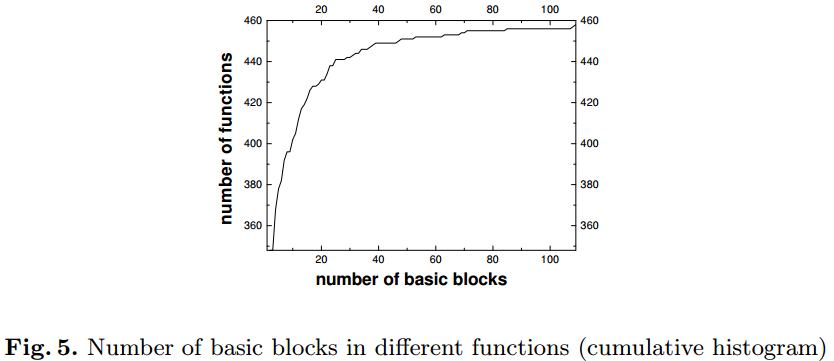 20 40 60 80 100
460 460
440 440
420 420
400 400
380 380
360 360
number of functions
20 40 60 80 100
number of basic blocks
Fig. 5. Number of basic blocks in different functions (cumulative histogram)